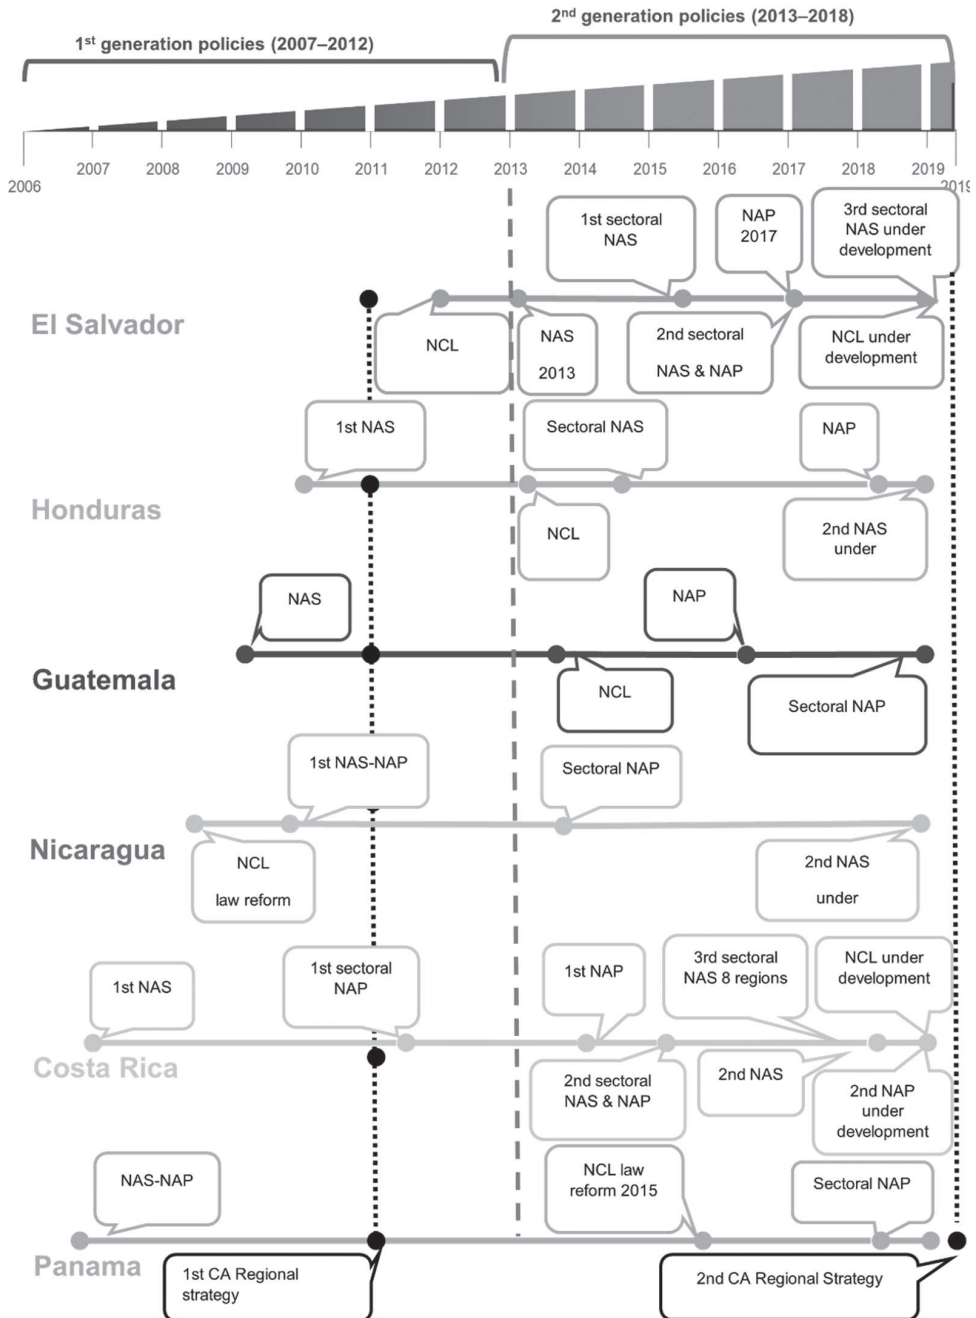 2nd generation policies (2013–2018)
1st generation policies (2007–2012)
2006
2007
2008
2009
2010
2011
2012
2013
2014
2015
2016
2017
2018
2019
2019
El Salvador
1st sectoral
NAS
NAP
2017
3rd sectoral
NAS under
development
NCL
NAS
2013
2nd sectoral
NAS & NAP
NCL under
development
Honduras
1st NAS
Sectoral NAS
NAP
NCL
2nd NAS
under
Guatemala
NAS
NAP
NCL
Sectoral NAP
Nicaragua
1st NAS-NAP
Sectoral NAP
NCL
law reform
2nd NAS
under
Costa Rica
1st NAS
1st sectoral
NAP
1st NAP
3rd sectoral
NAS 8 regions
NCL under
development
2nd sectoral
NAS & NAP
2nd NAS
2nd NAP
under
development
Panama
NAS-NAP
NCL law
reform 2015
Sectoral NAP
1st CA Regional
strategy
2nd CA Regional Strategy